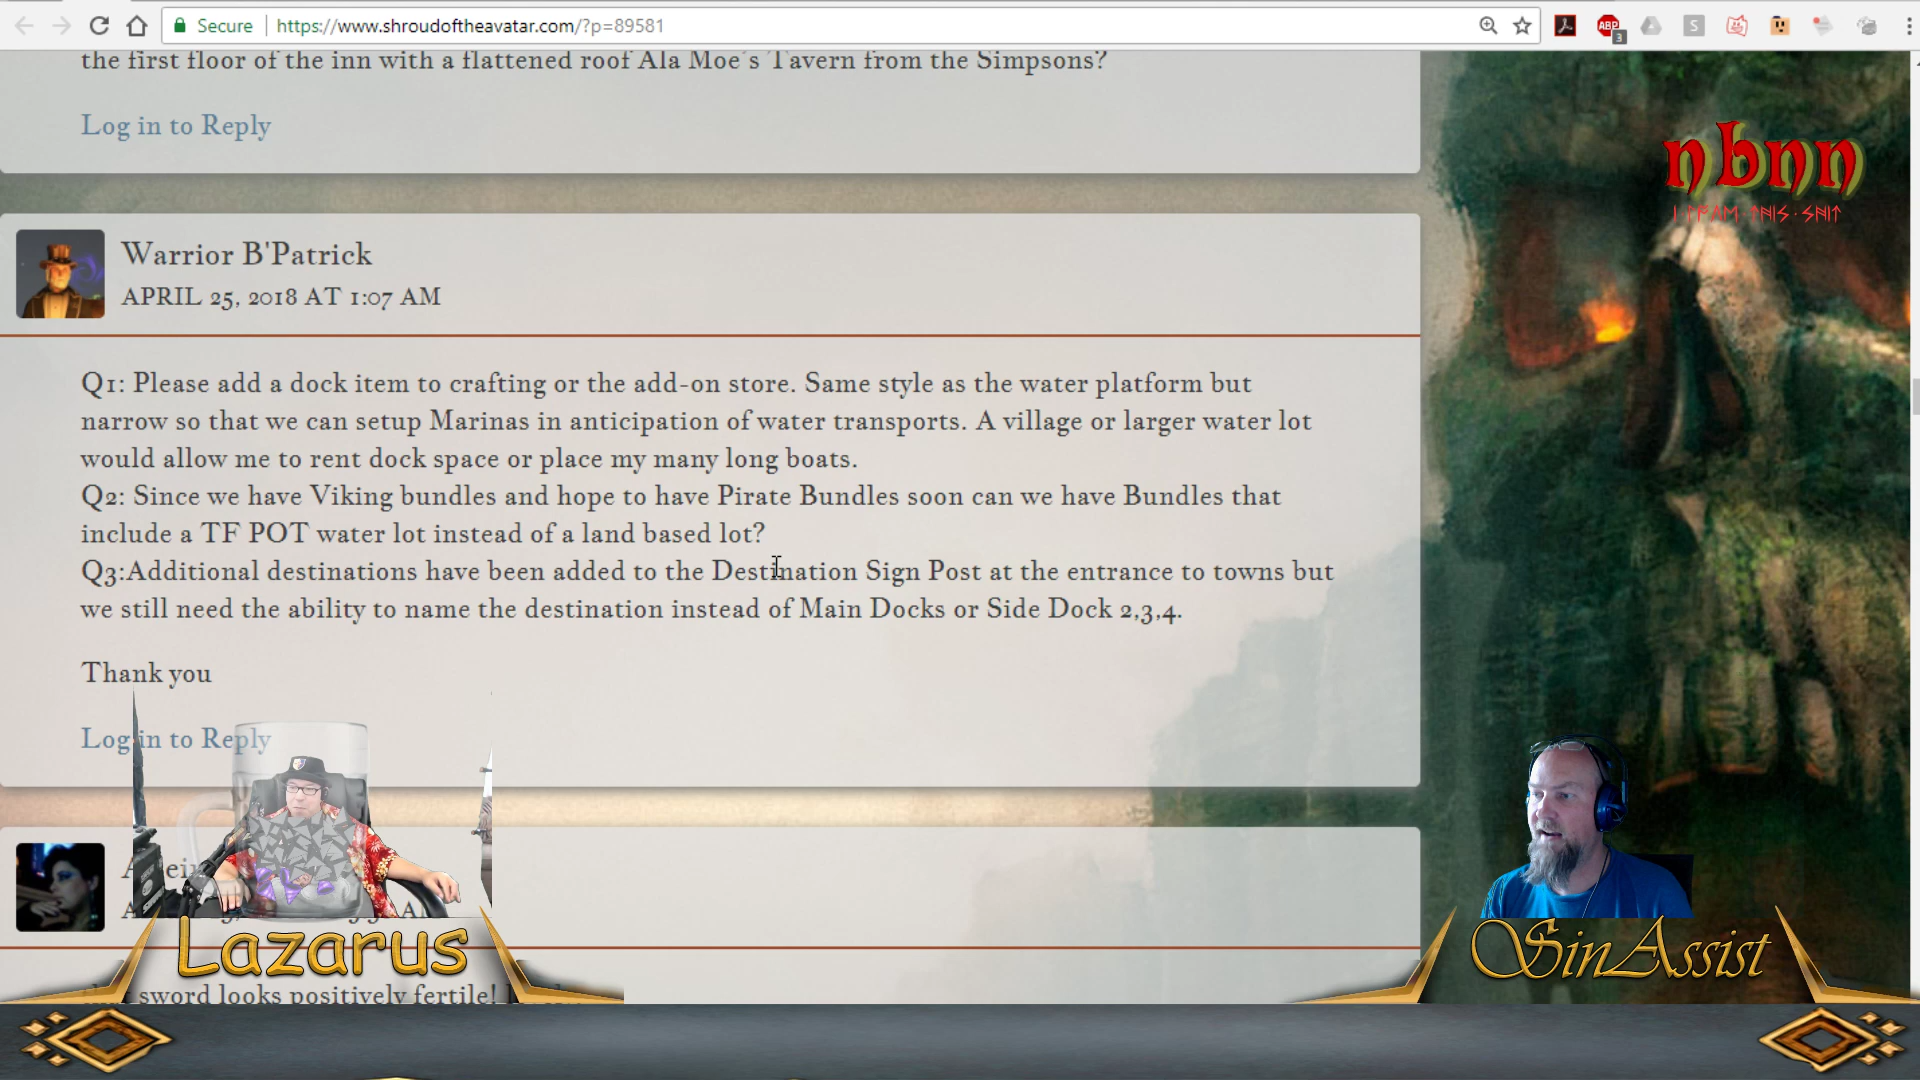 Secure | https://www.shroudoftheavatar.com/?p=89581
ABP
3
S
the first floor of the inn with a flattened roof Ala Moe's Tavern from the Simpsons?
Log in to Reply
nbnn
Warrior B'Patrick
APRIL 25, 2018 AT 1:07 AM
Q1: Please add a dock item to crafting or the add-on store. Same style as the water platform but
narrow so that we can setup Marinas in anticipation of water transports. A village or larger water lot
would allow me to rent dock space or place my many long boats.
Q2: Since we have Viking bundles and hope to have Pirate Bundles soon can we have Bundles that
include a TF POT water lot instead of a land based lot?
Q3:Additional destinations have been added to the Destination Sign Post at the entrance to towns but
we still need the ability to name the destination instead of Main Docks or Side Dock 2,3,4.
Thank you
Log in to Reply
Lazarus
SinAssist
sword looks positively fertile!